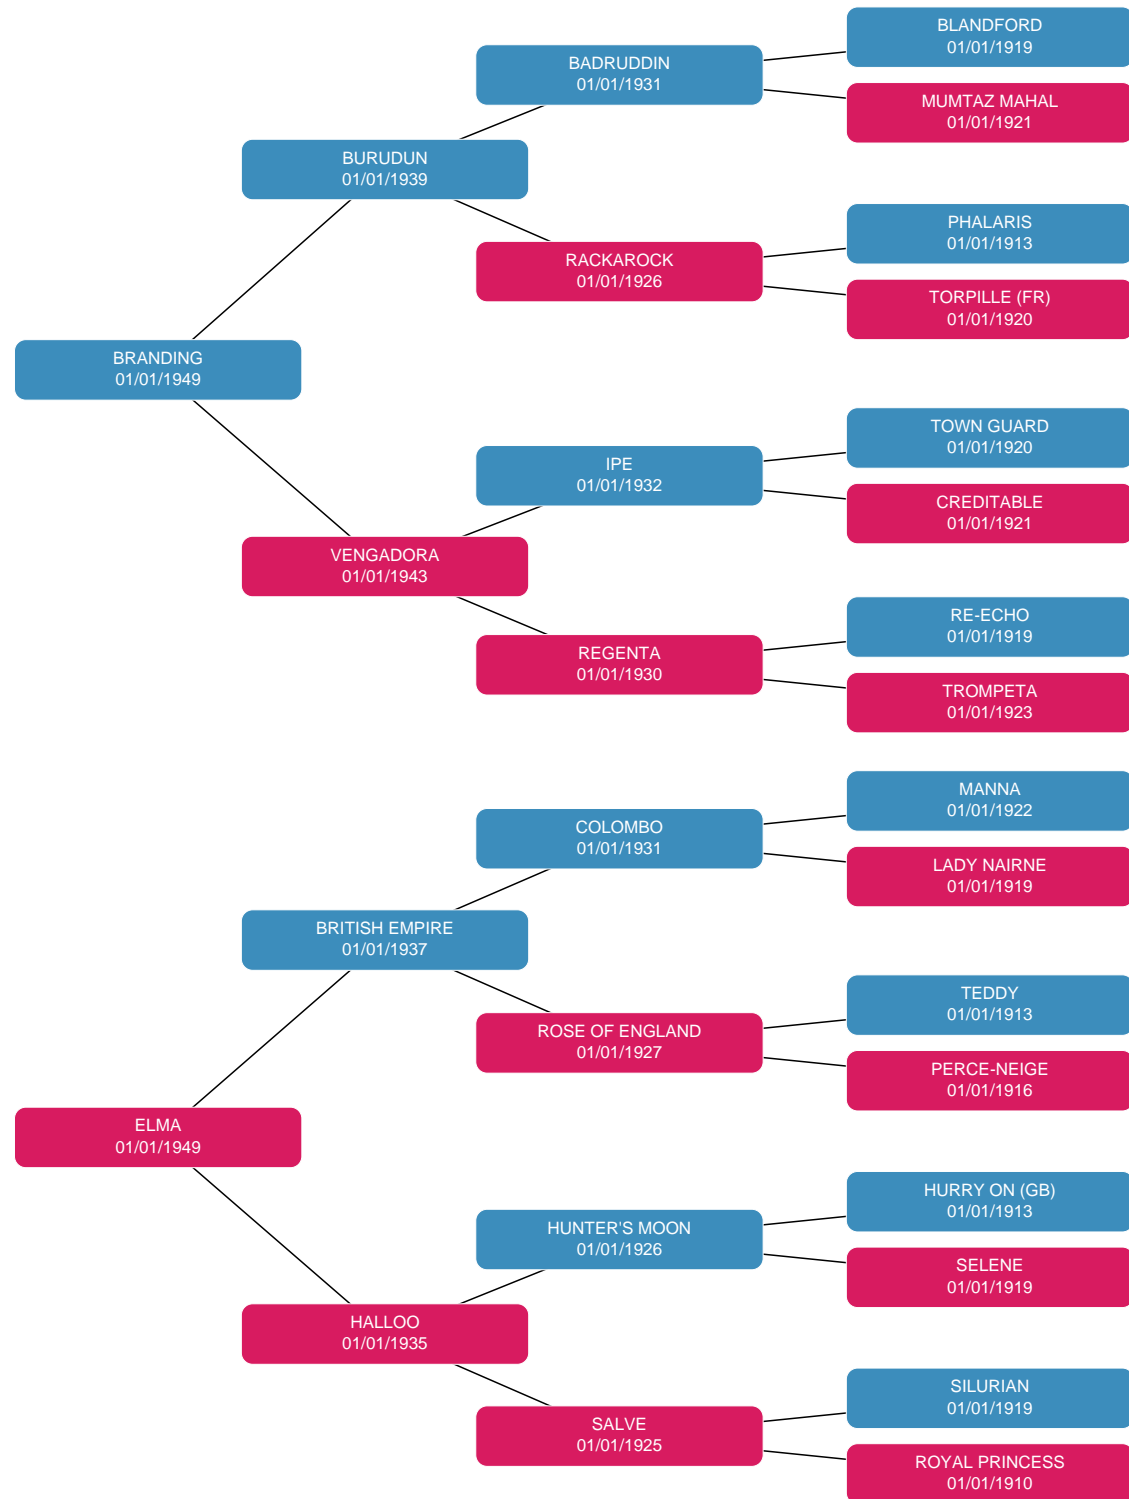 BLANDFORD
01/01/1919
BADRUDDIN
01/01/1931
MUMTAZ MAHAL
01/01/1921
BURUDUN
01/01/1939
PHALARIS
01/01/1913
RACKAROCK
01/01/1926
TORPILLE (FR)
01/01/1920
BRANDING
01/01/1949
TOWN GUARD
01/01/1920
IPE
01/01/1932
CREDITABLE
01/01/1921
VENGADORA
01/01/1943
RE-ECHO
01/01/1919
REGENTA
01/01/1930
TROMPETA
01/01/1923
MANNA
01/01/1922
COLOMBO
01/01/1931
LADY NAIRNE
01/01/1919
BRITISH EMPIRE
01/01/1937
TEDDY
01/01/1913
ROSE OF ENGLAND
01/01/1927
PERCE-NEIGE
01/01/1916
ELMA
01/01/1949
HURRY ON (GB)
01/01/1913
HUNTER'S MOON
01/01/1926
SELENE
01/01/1919
HALLOO
01/01/1935
SILURIAN
01/01/1919
SALVE
01/01/1925
ROYAL PRINCESS
01/01/1910